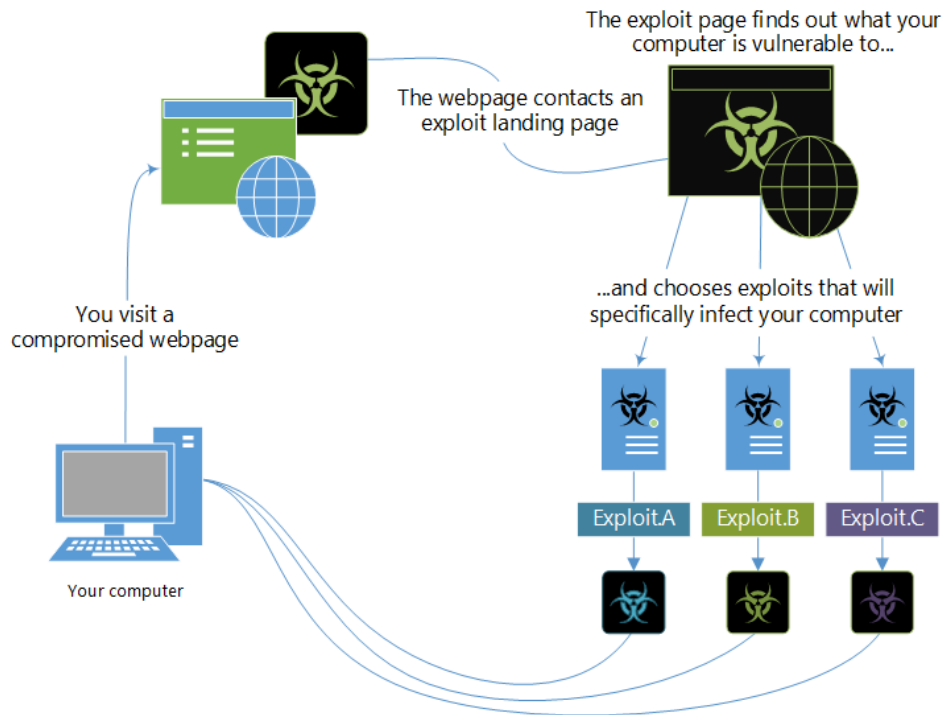 The exploit page finds out what your
computer is vulnerable to...
The webpage contacts an
exploit landing page
...and chooses exploits that will
specifically infect your computer
You visit a
compromised webpage
Exploit.A
Exploit.B
Exploit.C
Your computer